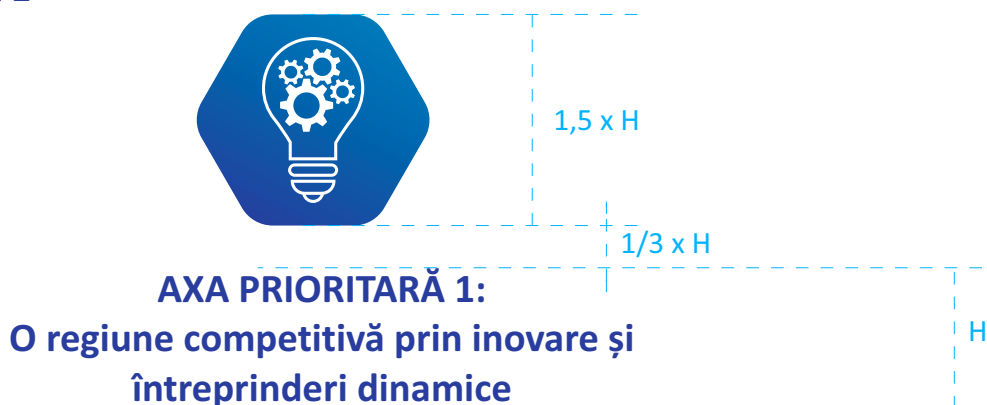 1,5 x H
1/3 x H
AXA PRIORITARĂ 1:
O regiune competitivă prin inovare și
întreprinderi dinamice
H